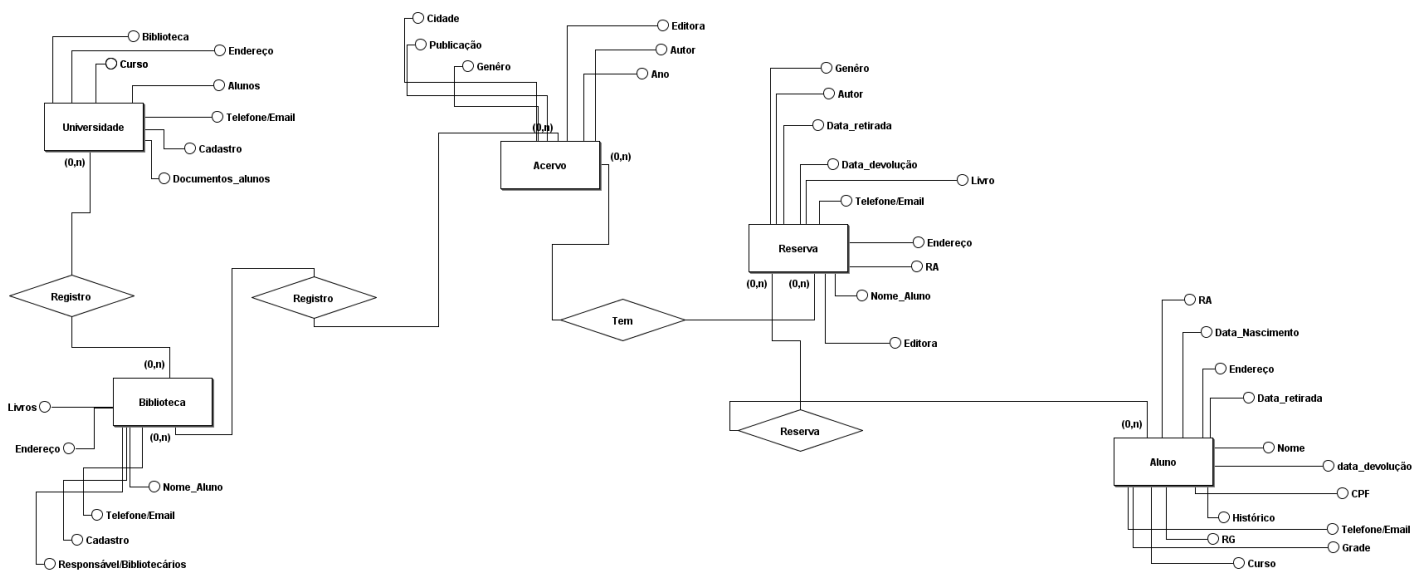 Biblioteca
Endereço
Curso
Alunos
Universidade
Telefone/Email
Cadastro
(0,n)
Documentos_alunos
Registro
(0,n)
Biblioteca
Livros
(0,n)
Endereço
Nome_Aluno
Telefone/Email
Cadastro
Responsável/Bibliotecários
Registro
Cidade
Publicação
Genêro
Editora
Autor
Ano
(0,n)
(0,n)
Acervo
Tem
Genêro
Autor
Data_retirada
Data_devolução
Livro
Telefone/Email
Reserva
Endereço
RA
(0,n)
(0,n)
Nome_Aluno
Editora
Reserva
RA
Data_Nascimento
Endereço
Data_retirada
(0,n)
Nome
Aluno
data_devolução
CPF
Histórico
Telefone/Email
RG
Grade
Curso